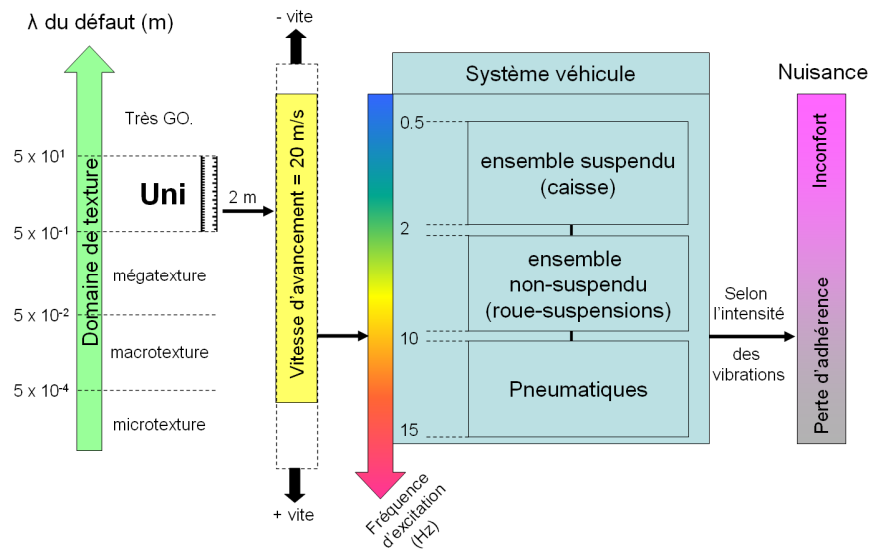 λ du défaut (m)
Domaine de texture
Très GO.
5 x 10¹
Uni
5 x 10⁻¹
mégatexture
5 x 10⁻²
macrotexture
5 x 10⁻⁴
microtexture
2 m
- vite
Vitesse d'avancement = 20 m/s
+ vite
Fréquence
d'excitation
(Hz)
Système véhicule
0.5
ensemble suspendu
(caisse)
2
ensemble
non-suspendu
(roue-suspensions)
10
Pneumatiques
15
Selon
l'intensité
des
vibrations
Nuisance
Inconfort
Perte d'adhérence